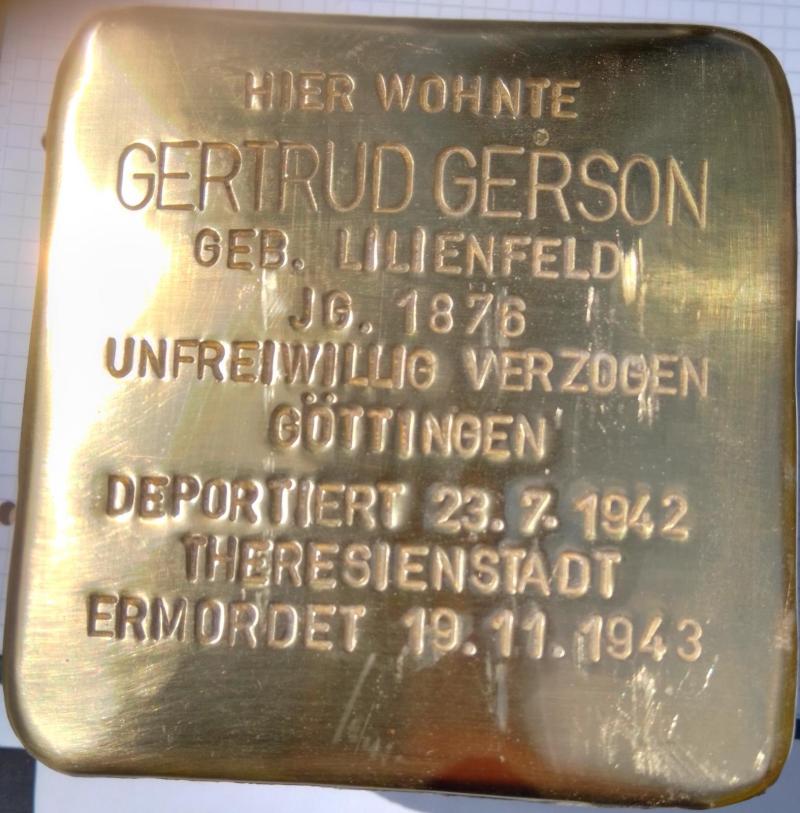 HIER WOHNTE
GERTRUD GERSON
GEB. LILIENFELD
JG. 1876
UNFREIWILLIG VERZOGEN
GÖTTINGEN
DEPORTIERT 23.7.1942
THERESIENSTADT
ERMORDET 19.11.1943